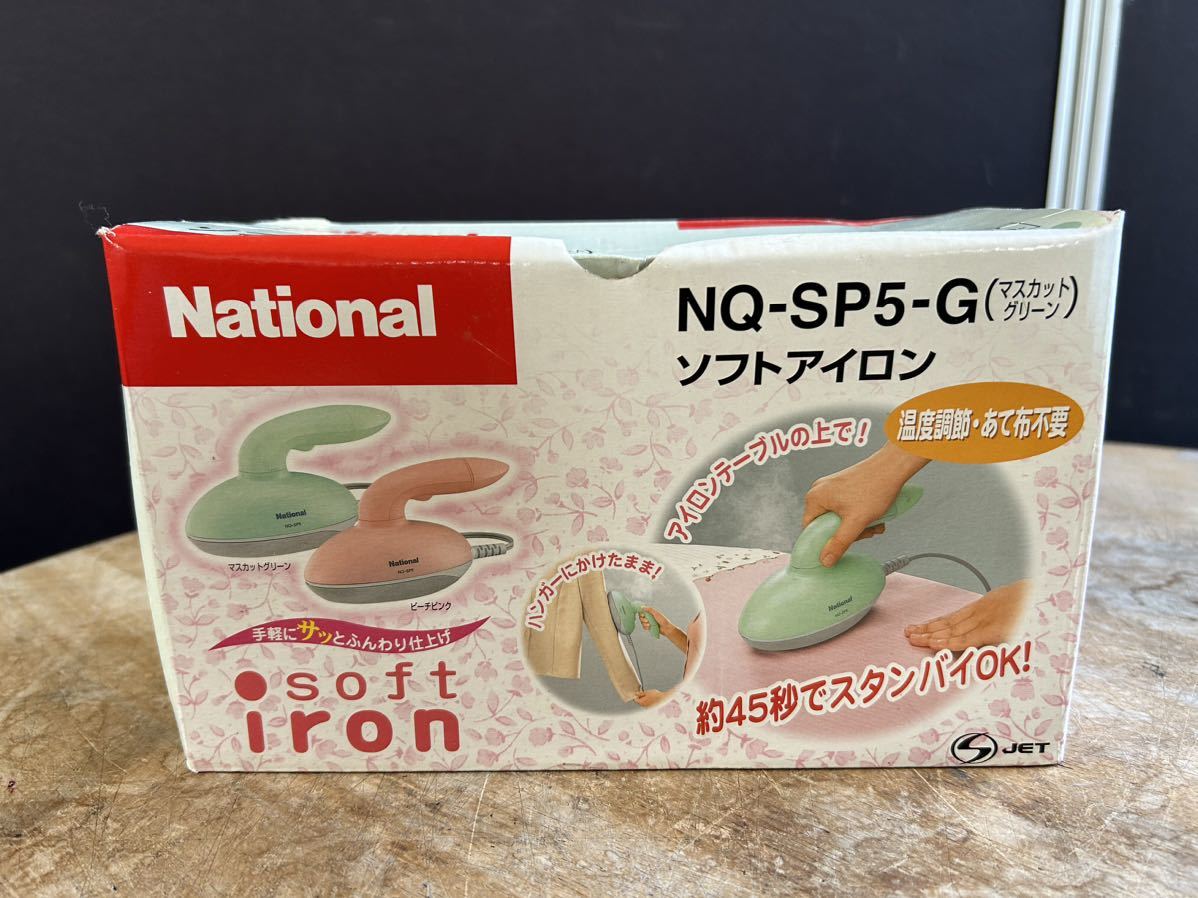 National
NQ-SP5-G(マスカットグリーン)
ソフトアイロン
温度調節・あて布不要
アイロンテーブルの上で!
National
NQ-SP5
マスカットグリーン
National
NQ-SP5
ピーチピンク
ハンガーにかけたまま!
National
NQ-SP5
手軽にサッとふんわり仕上げ
soft
iron
約45秒でスタンバイOK!
S JET